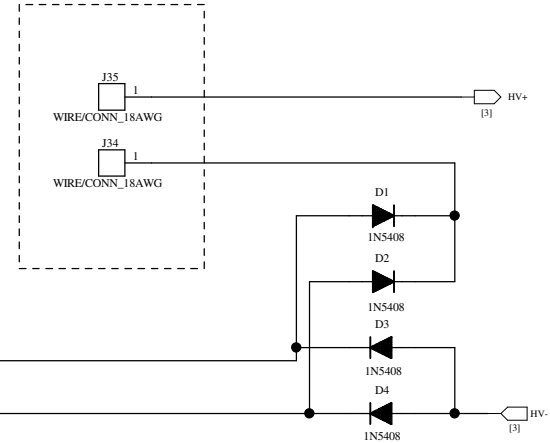 J35
1
WIRE/CONN_18AWG
HV+
[3]
J34
1
WIRE/CONN_18AWG
D1
1N5408
D2
1N5408
D3
1N5408
D4
1N5408
HV-
[3]